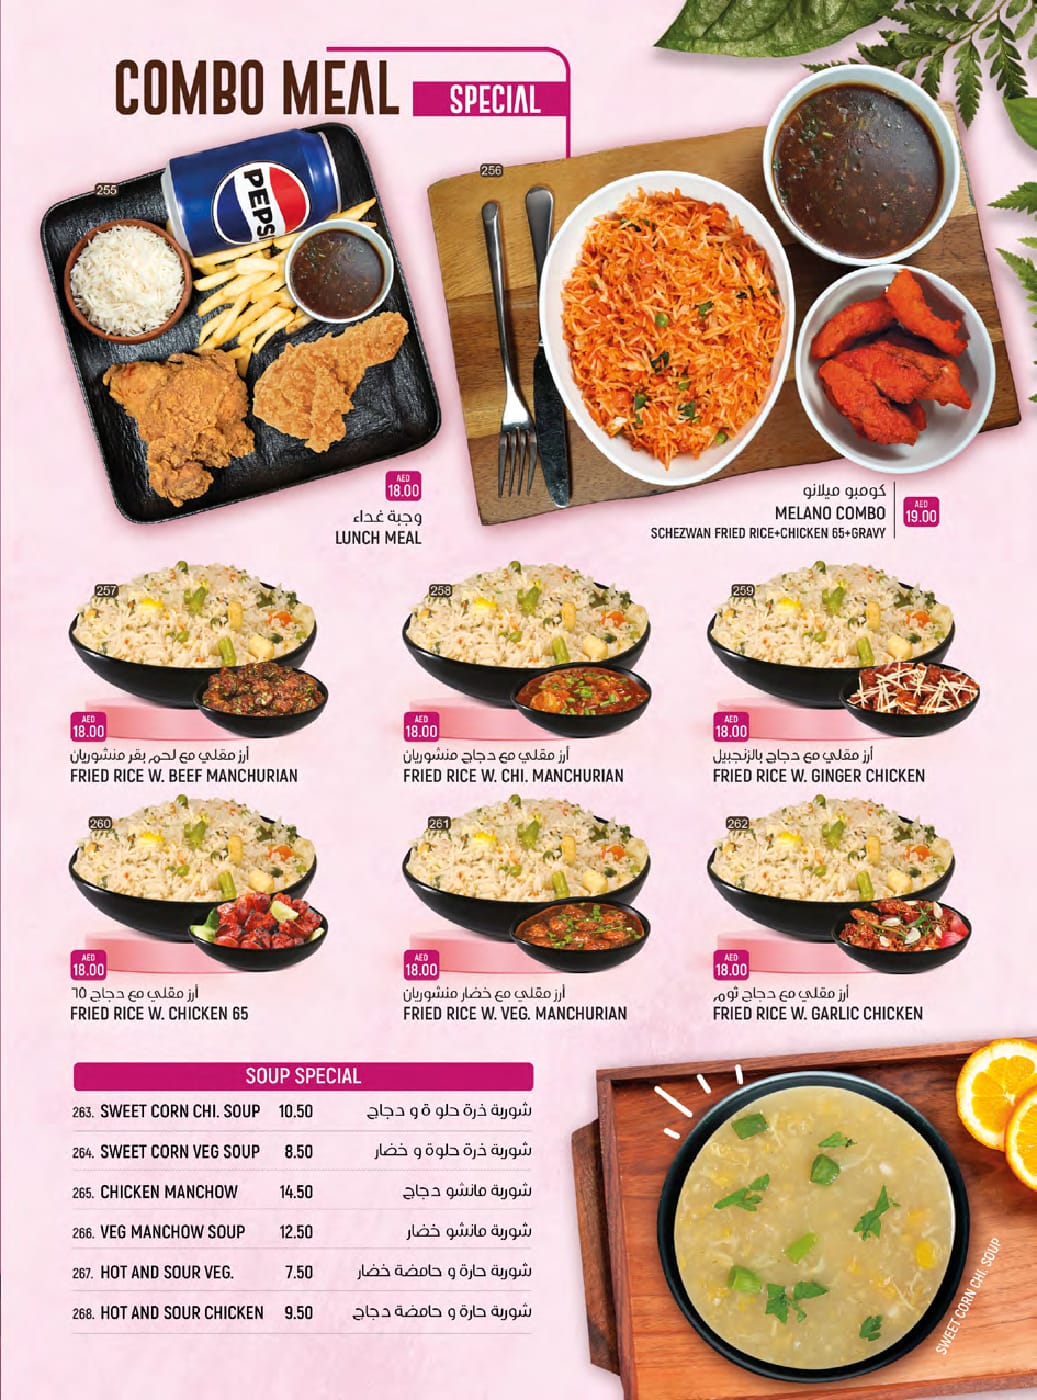 COMBO MEAL SPECIAL
255
PEPSI
256
AED
18.00
وجبة غداء
LUNCH MEAL
كومبو ميلانو
MELANO COMBO
SCHEZWAN FRIED RICE+CHICKEN 65+GRAVY
AED
19.00
257
AED
18.00
أرز مقلي مع لحم بقر منشوريان
FRIED RICE W. BEEF MANCHURIAN
258
AED
18.00
أرز مقلي مع دجاج منشوريان
FRIED RICE W. CHI. MANCHURIAN
259
AED
18.00
أرز مقلي مع دجاج بالزنجبيل
FRIED RICE W. GINGER CHICKEN
260
AED
18.00
أرز مقلي مع دجاج ٦٥
FRIED RICE W. CHICKEN 65
261
AED
18.00
أرز مقلي مع خضار منشوريان
FRIED RICE W. VEG. MANCHURIAN
262
AED
18.00
أرز مقلي مع دجاج ثوم
FRIED RICE W. GARLIC CHICKEN
SOUP SPECIAL
263. SWEET CORN CHI. SOUP 10.50 شوربة ذرة حلوة و دجاج
264. SWEET CORN VEG SOUP 8.50 شوربة ذرة حلوة و خضار
265. CHICKEN MANCHOW 14.50 شوربة مانشو دجاج
266. VEG MANCHOW SOUP 12.50 شوربة مانشو خضار
267. HOT AND SOUR VEG. 7.50 شوربة حارة و حامضة خضار
268. HOT AND SOUR CHICKEN 9.50 شوربة حارة و حامضة دجاج
SWEET CORN CHI. SOUP